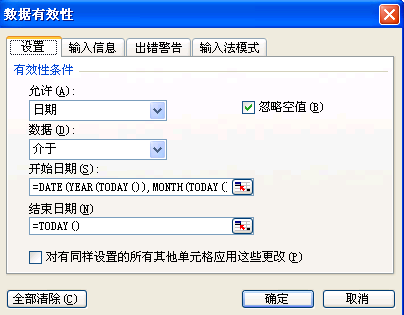 数据有效性
设置 输入信息 出错警告 输入法模式
有效性条件
允许(A):
日期 忽略空值(B)
数据(D):
介于
开始日期(S):
=DATE(YEAR(TODAY()),MONTH(TODAY(
结束日期(N)
=TODAY()
对有同样设置的所有其他单元格应用这些更改(P)
全部清除(C) 确定 取消